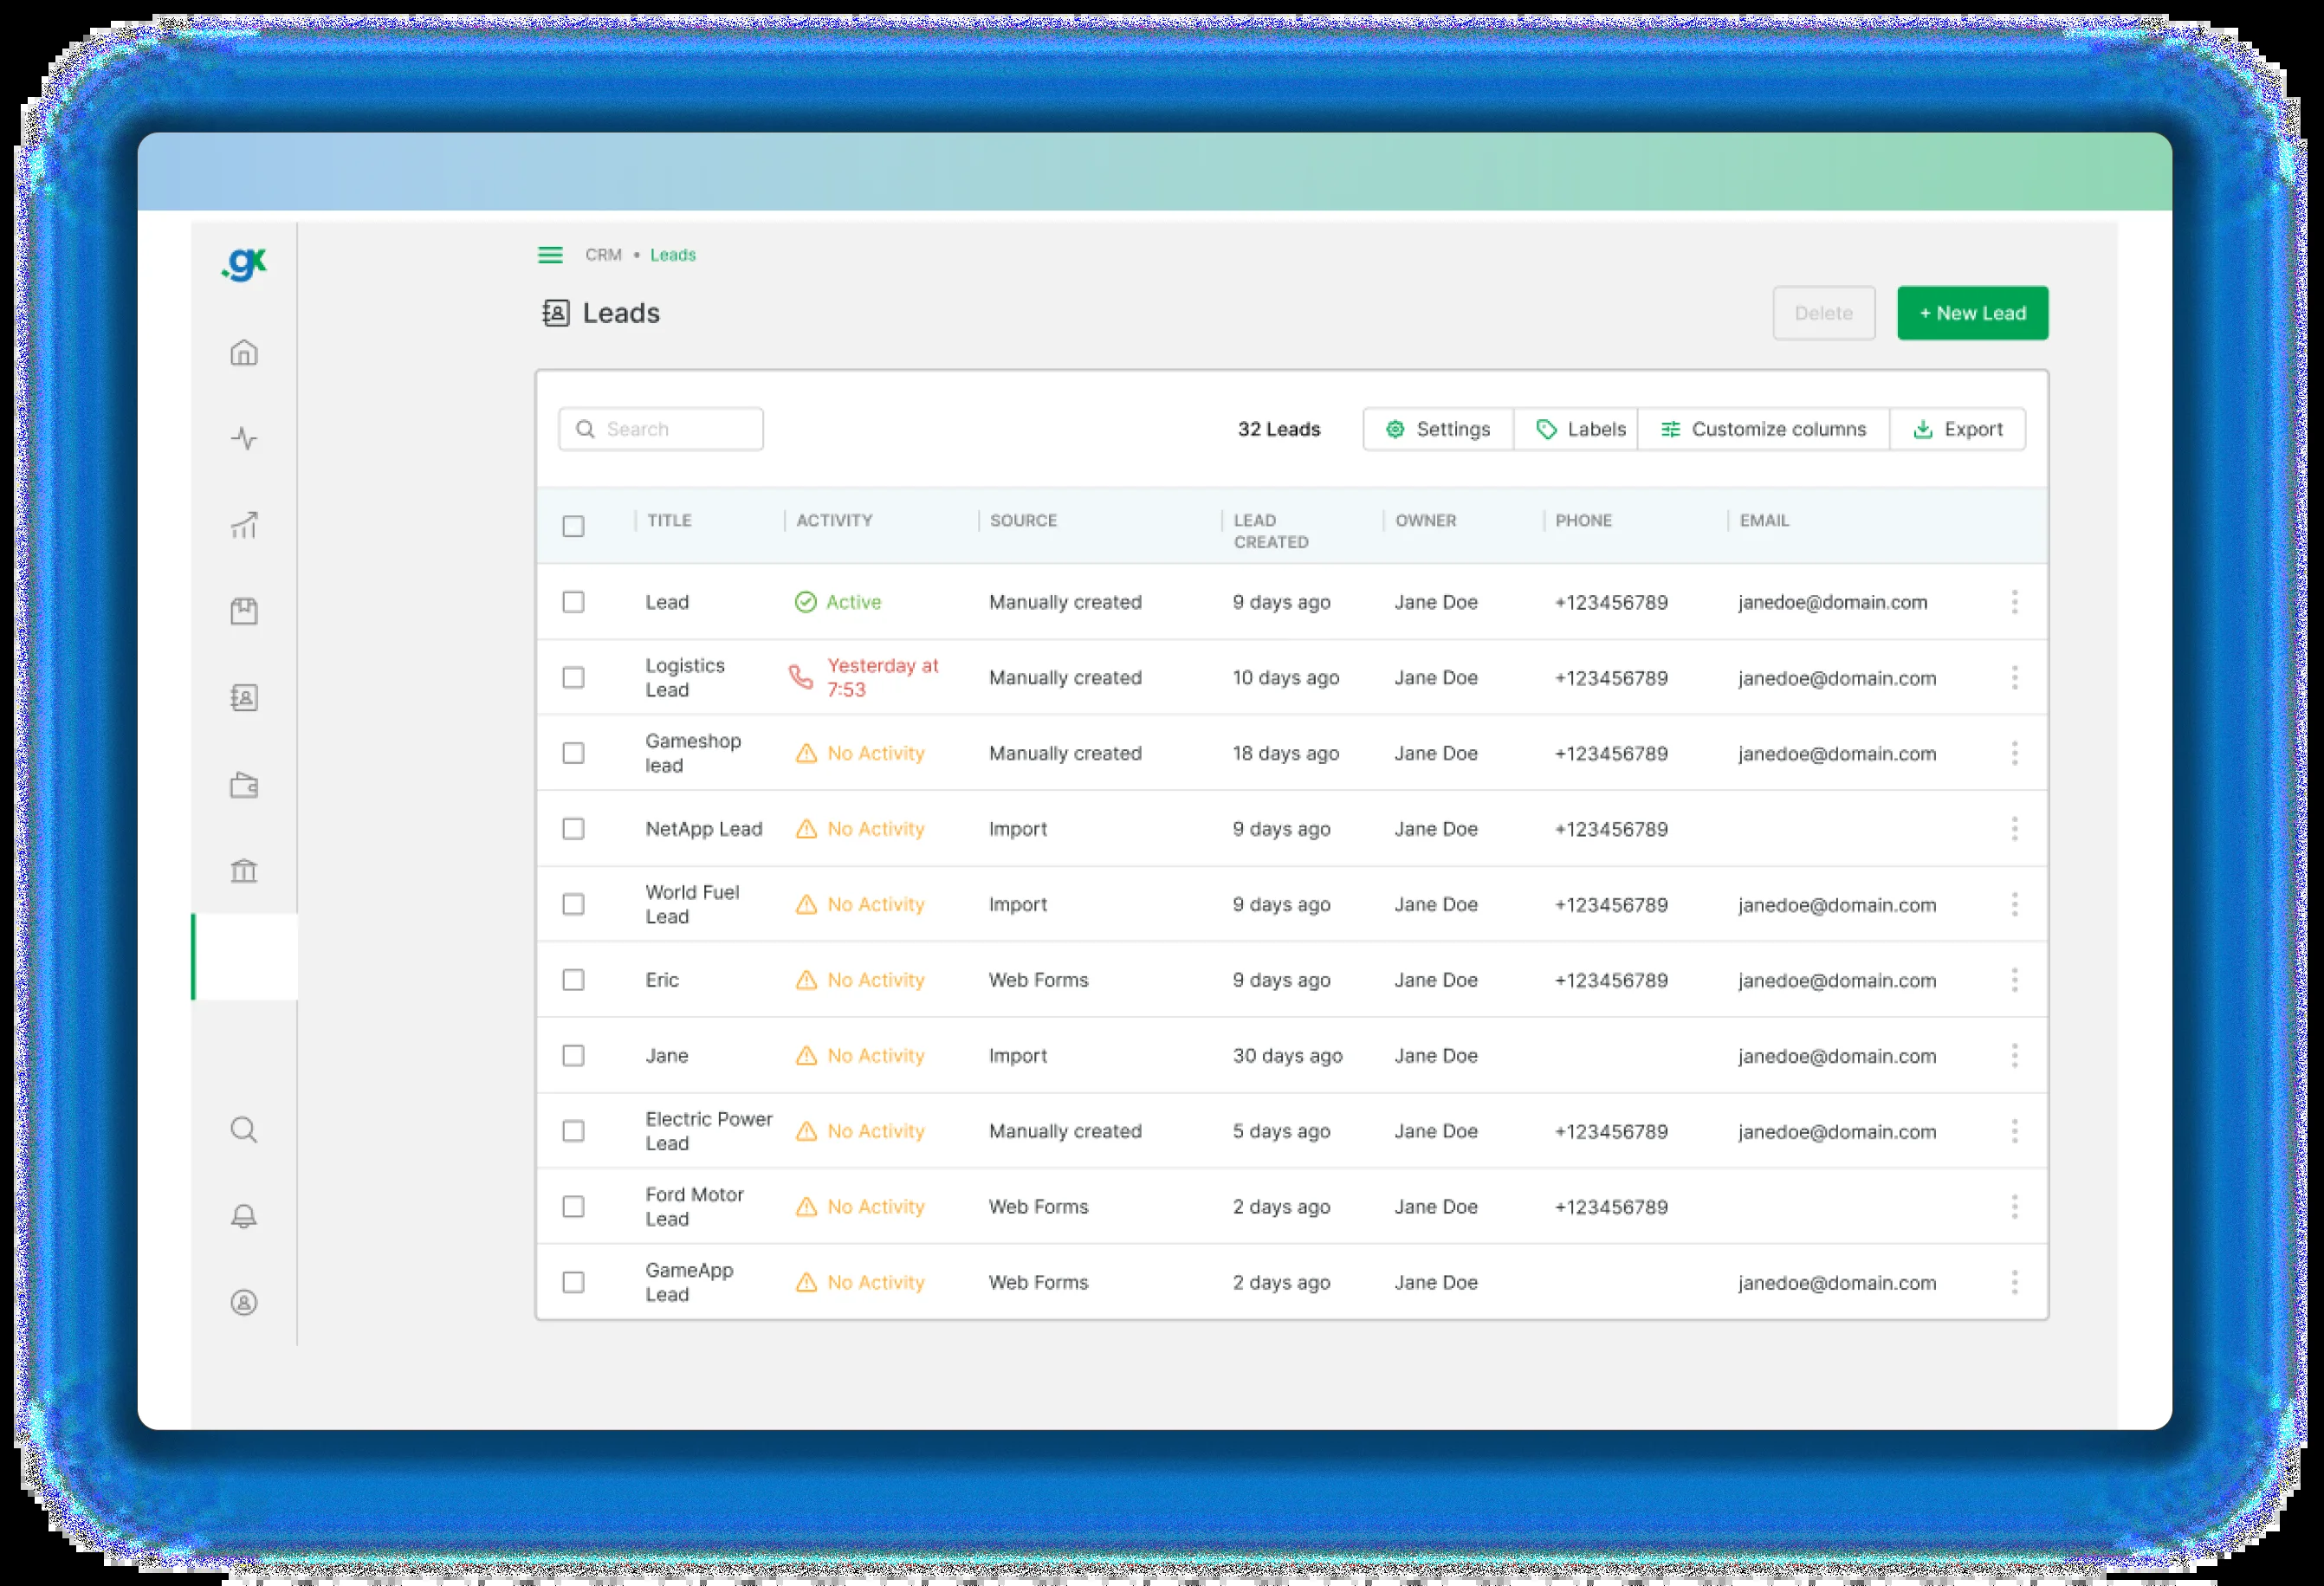 .gx
CRM • Leads
Leads
Delete
+ New Lead
Search
32 Leads
Settings
Labels
Customize columns
Export
TITLE ACTIVITY SOURCE LEAD CREATED OWNER PHONE EMAIL
Lead Active Manually created 9 days ago Jane Doe +123456789 janedoe@domain.com
Logistics Lead Yesterday at 7:53 Manually created 10 days ago Jane Doe +123456789 janedoe@domain.com
Gameshop lead No Activity Manually created 18 days ago Jane Doe +123456789 janedoe@domain.com
NetApp Lead No Activity Import 9 days ago Jane Doe +123456789
World Fuel Lead No Activity Import 9 days ago Jane Doe +123456789 janedoe@domain.com
Eric No Activity Web Forms 9 days ago Jane Doe +123456789 janedoe@domain.com
Jane No Activity Import 30 days ago Jane Doe janedoe@domain.com
Electric Power Lead No Activity Manually created 5 days ago Jane Doe +123456789 janedoe@domain.com
Ford Motor Lead No Activity Web Forms 2 days ago Jane Doe +123456789
GameApp Lead No Activity Web Forms 2 days ago Jane Doe janedoe@domain.com